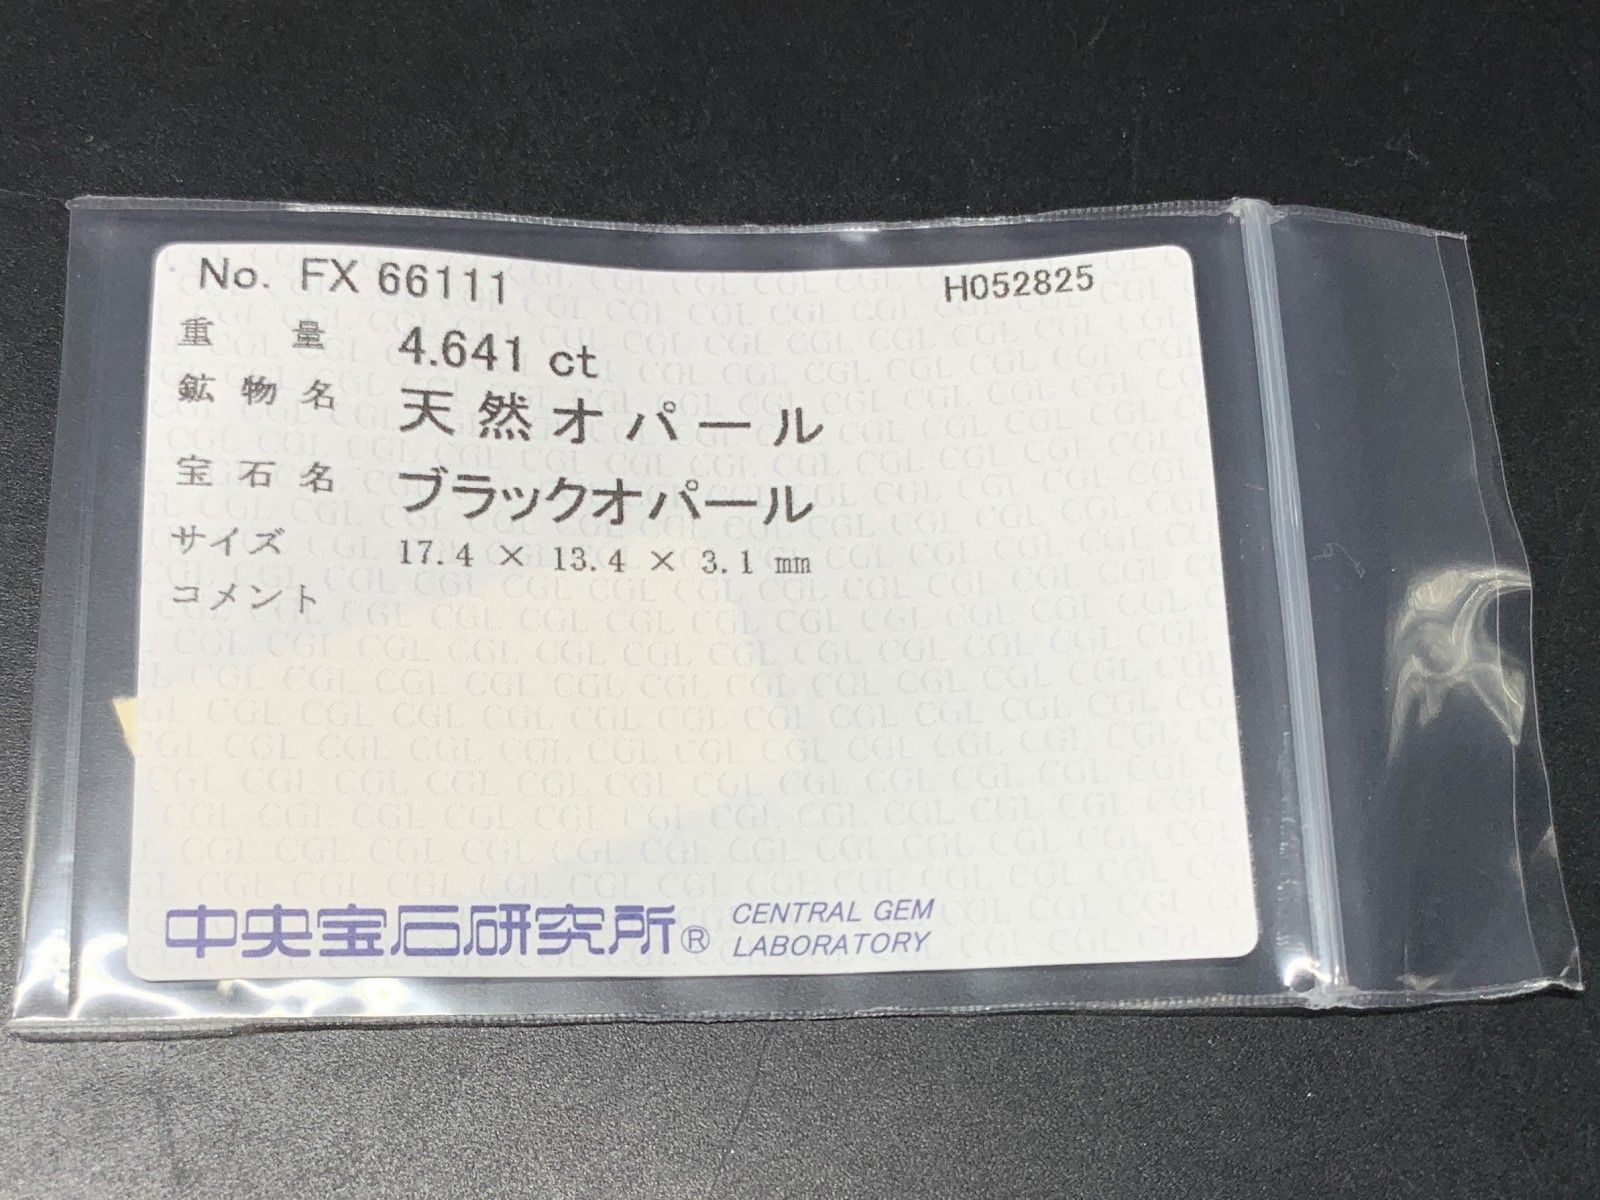 No. FX 66111 H052825
重量 4.641 ct
鉱物名 天然オパール
宝石名 ブラックオパール
サイズ 17.4 × 13.4 × 3.1 mm
コメント
中央宝石研究所® CENTRAL GEM
LABORATORY